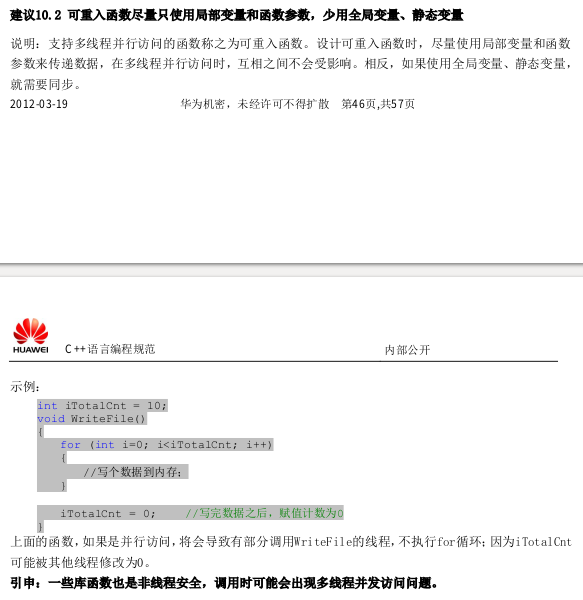 建议10.2 可重入函数尽量只使用局部变量和函数参数，少用全局变量、静态变量
说明：支持多线程并行访问的函数称之为可重入函数。设计可重入函数时，尽量使用局部变量和函数
参数来传递数据，在多线程并行访问时，互相之间不会受影响。相反，如果使用全局变量、静态变量，
就需要同步。
2012-03-19 华为机密，未经许可不得扩散 第46页,共57页
HUAWEI C++语言编程规范 内部公开
示例：
int iTotalCnt = 10;
void WriteFile()
{
for (int i=0; i<iTotalCnt; i++)
{
//写个数据到内存；
}
iTotalCnt = 0; //写完数据之后，赋值计数为0
}
上面的函数，如果是并行访问，将会导致有部分调用WriteFile的线程，不执行for循环；因为iTotalCnt
可能被其他线程修改为0。
引申：一些库函数也是非线程安全，调用时可能会出现多线程并发访问问题。